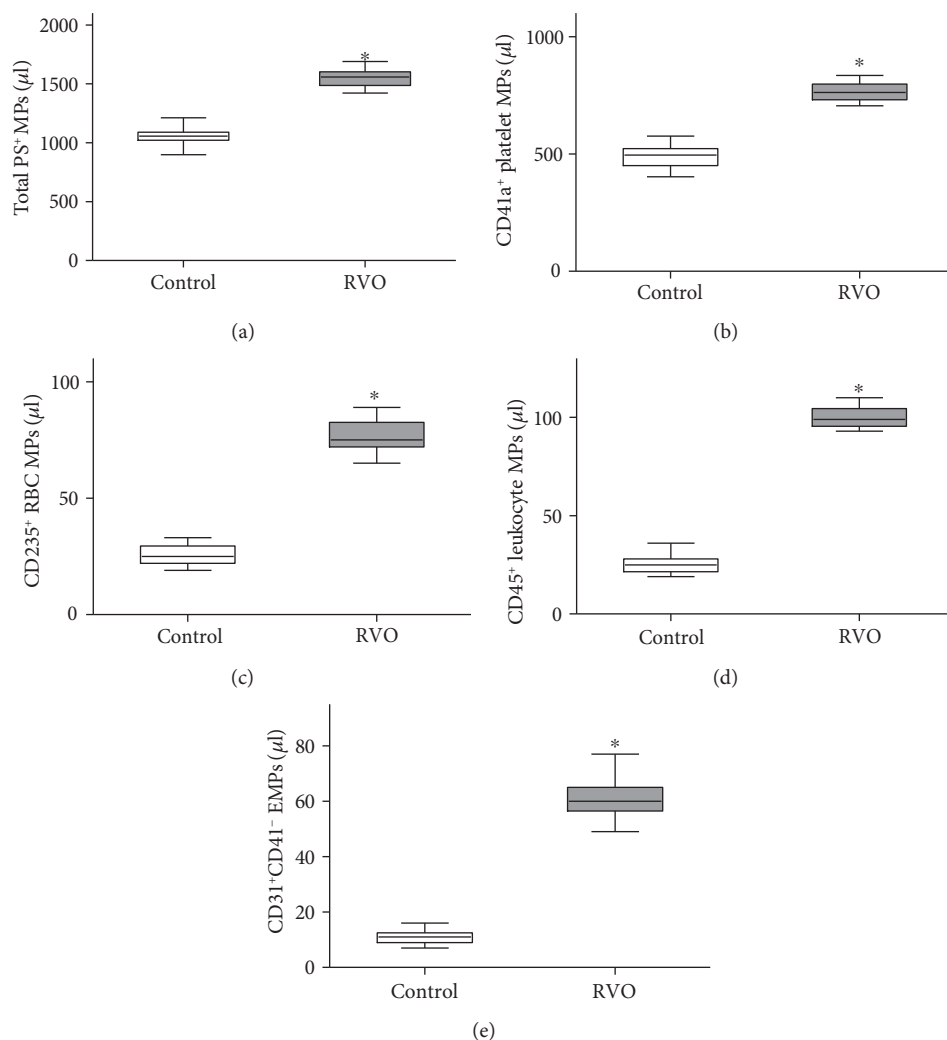 Total PS⁺ MPs (μl)
2000
1500
1000
500
0
*
Control
RVO
(a)
CD41a⁺ platelet MPs (μl)
1000
500
0
*
Control
RVO
(b)
CD235⁺ RBC MPs (μl)
100
50
0
*
Control
RVO
(c)
CD45⁺ leukocyte MPs (μl)
100
50
0
*
Control
RVO
(d)
CD31⁺CD41⁻ EMPs (μl)
80
60
40
20
0
*
Control
RVO
(e)